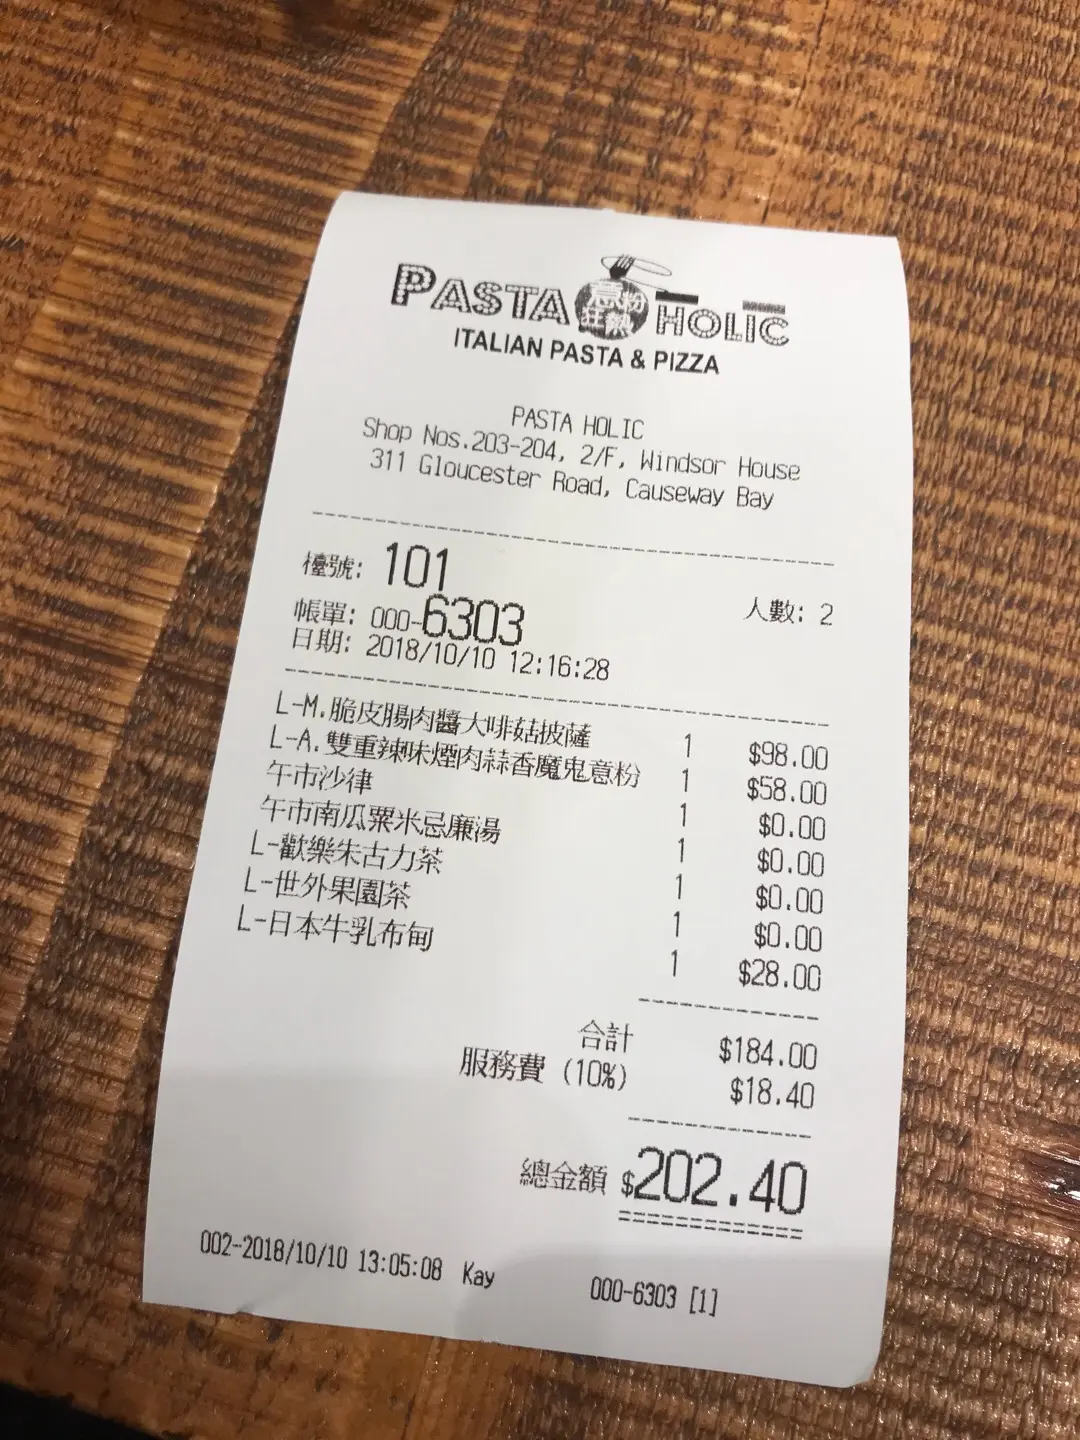 PASTA 意粉狂熱 HOLIC
ITALIAN PASTA & PIZZA
PASTA HOLIC
Shop Nos.203-204, 2/F, Windsor House
311 Gloucester Road, Causeway Bay
檯號: 101 人數: 2
帳單: 000-6303
日期: 2018/10/10 12:16:28
L-M.脆皮腸肉醬大啡菇披薩 1 $98.00
L-A.雙重辣味煙肉蒜香魔鬼意粉 1 $58.00
午市沙律 1 $0.00
午市南瓜粟米忌廉湯 1 $0.00
L-歡樂朱古力茶 1 $0.00
L-世外果園茶 1 $0.00
L-日本牛乳布甸 1 $28.00
合計 $184.00
服務費 (10%) $18.40
總金額 $202.40
002-2018/10/10 13:05:08 Kay 000-6303 [1]